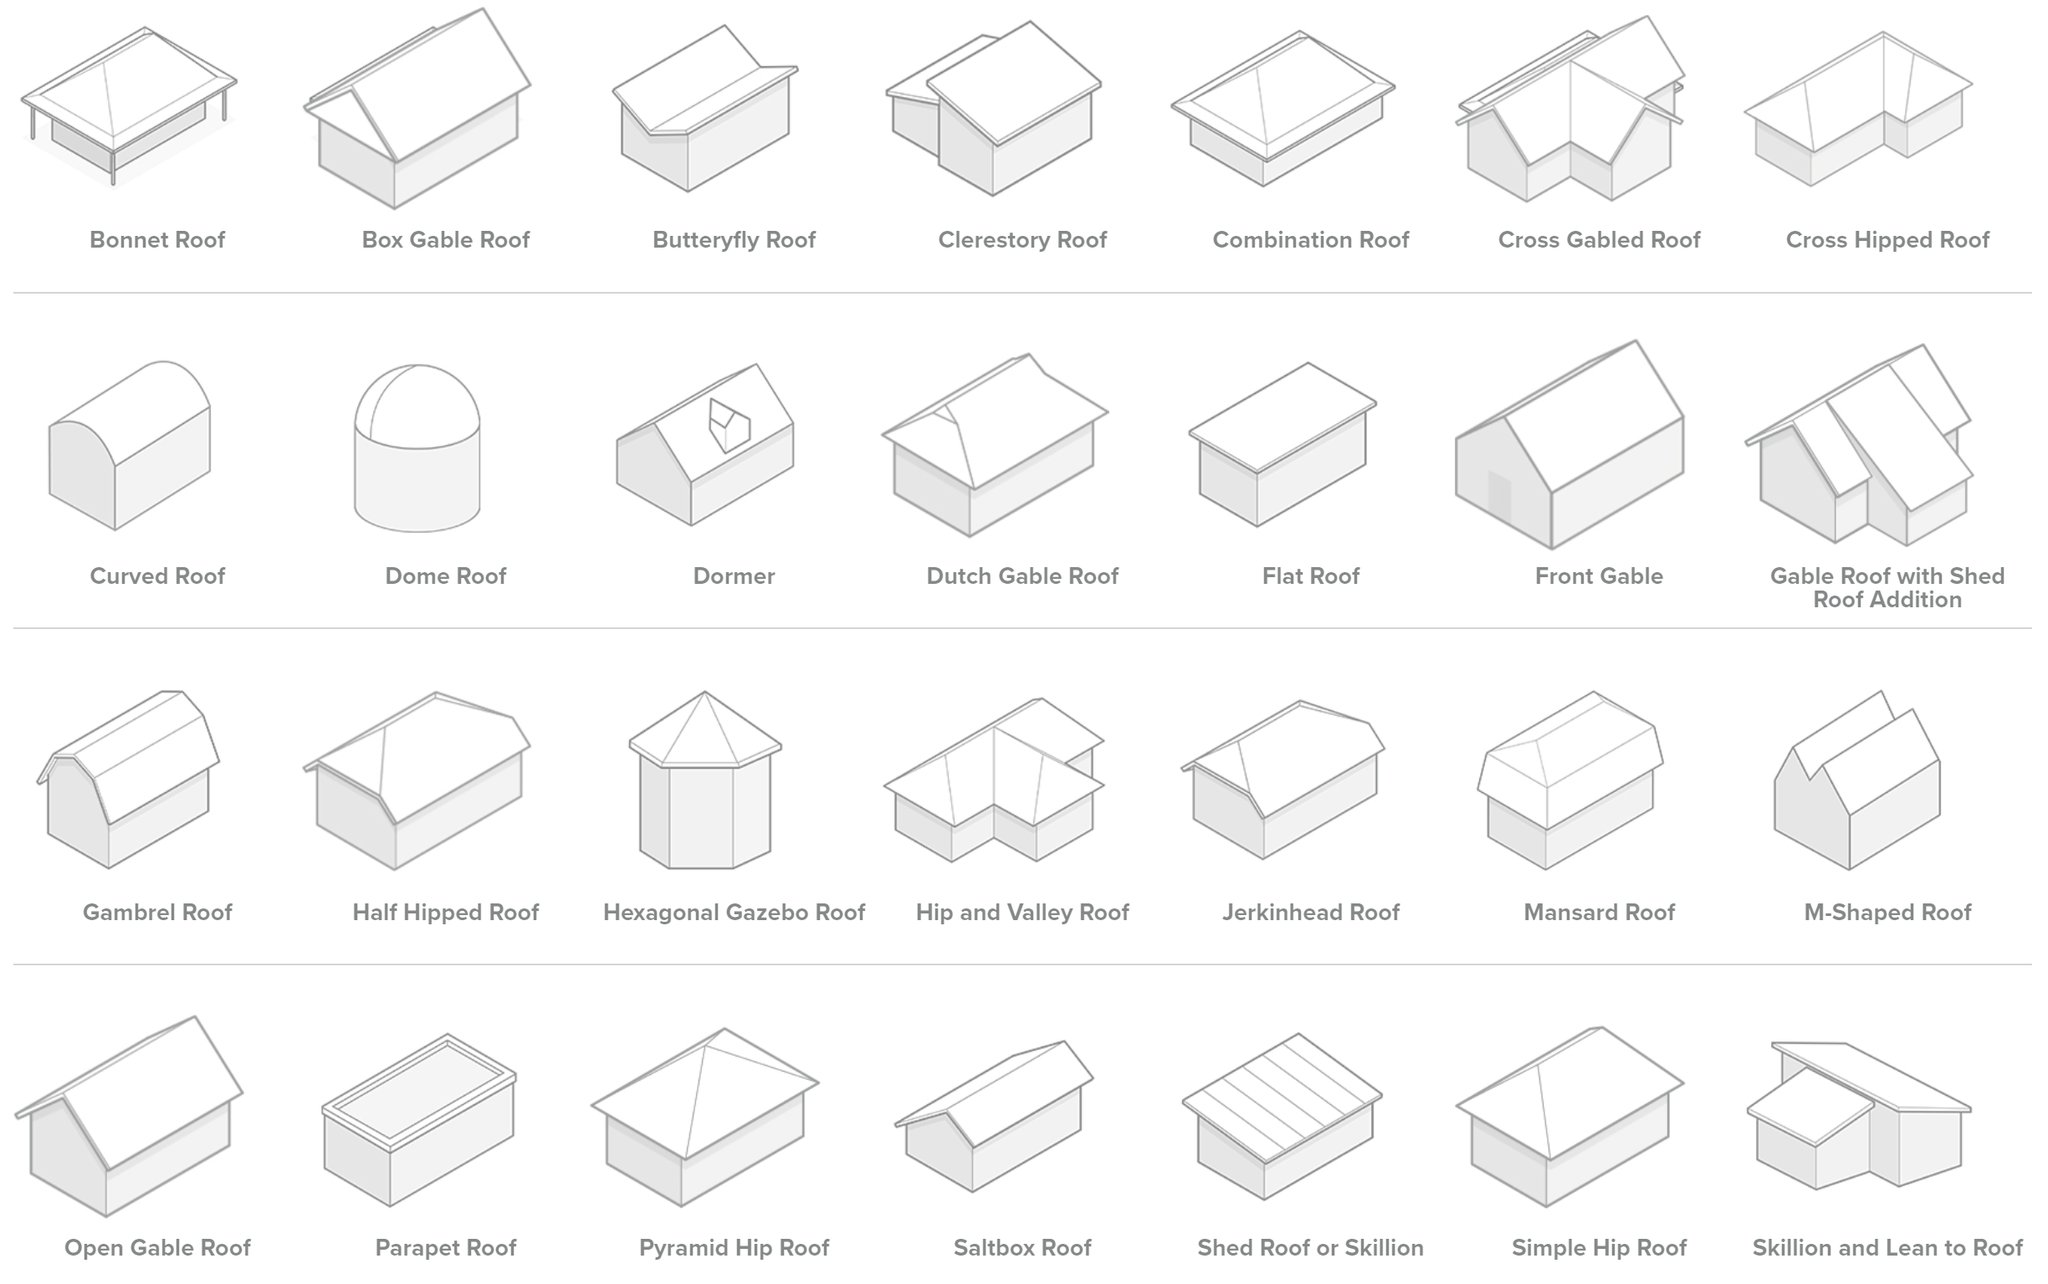 Bonnet Roof
Box Gable Roof
Butteryfly Roof
Clerestory Roof
Combination Roof
Cross Gabled Roof
Cross Hipped Roof
Curved Roof
Dome Roof
Dormer
Dutch Gable Roof
Flat Roof
Front Gable
Gable Roof with Shed
Roof Addition
Gambrel Roof
Half Hipped Roof
Hexagonal Gazebo Roof
Hip and Valley Roof
Jerkinhead Roof
Mansard Roof
M-Shaped Roof
Open Gable Roof
Parapet Roof
Pyramid Hip Roof
Saltbox Roof
Shed Roof or Skillion
Simple Hip Roof
Skillion and Lean to Roof